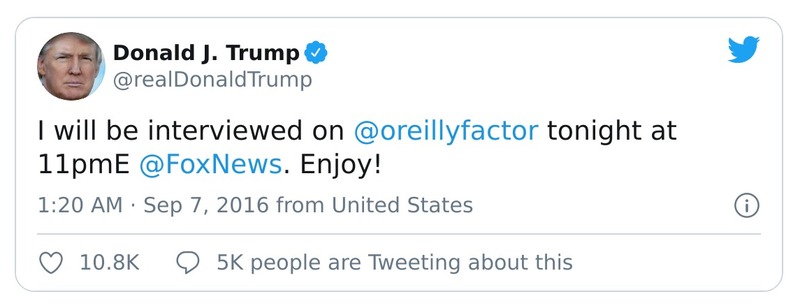 Donald J. Trump
@realDonaldTrump
I will be interviewed on @oreillyfactor tonight at
11pmE @FoxNews. Enjoy!
1:20 AM · Sep 7, 2016 from United States
10.8K 5K people are Tweeting about this